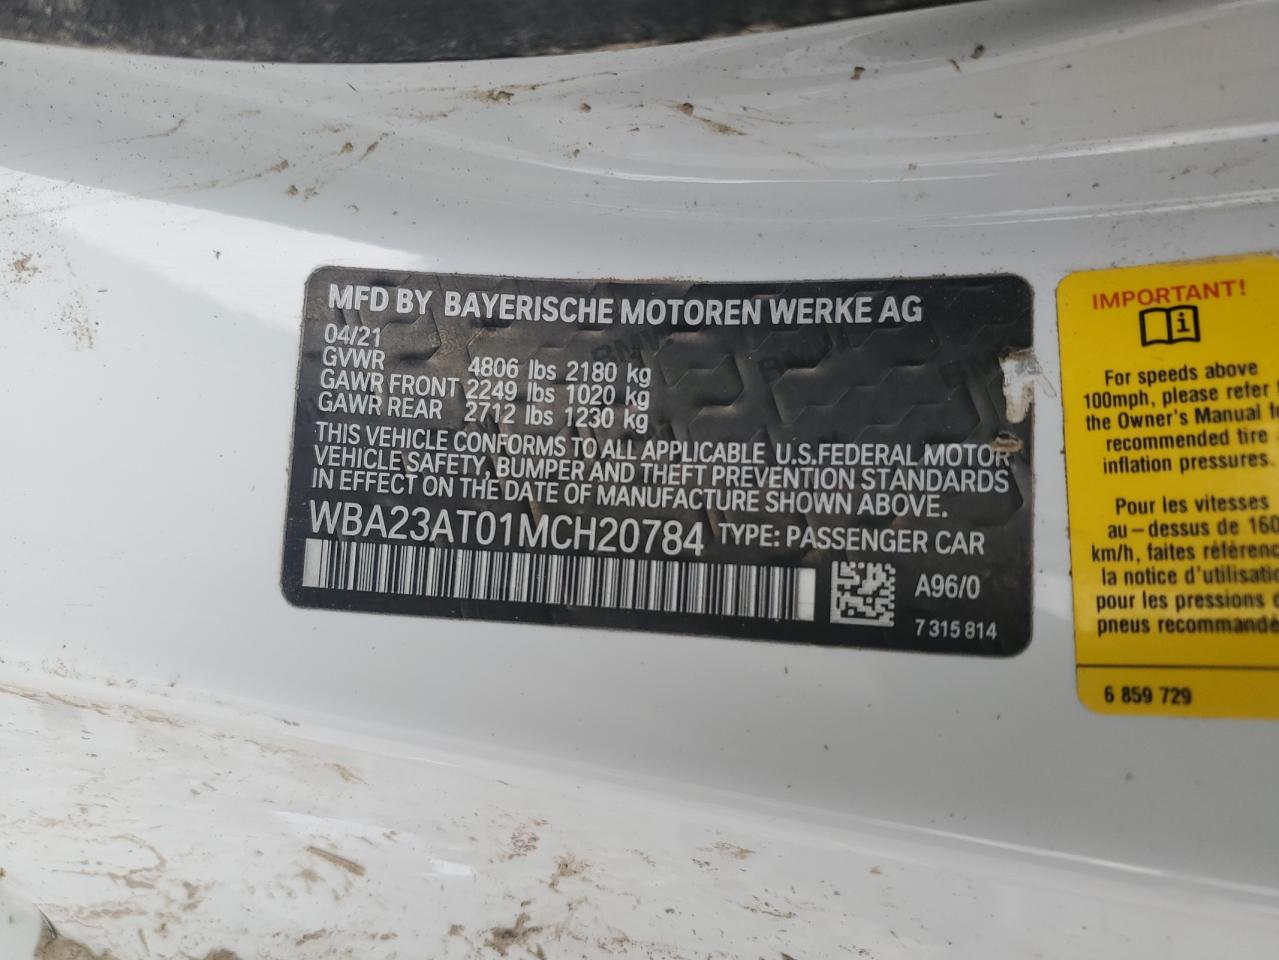 MFD BY BAYERISCHE MOTOREN WERKE AG
04/21
GVWR 4806 lbs 2180 kg
GAWR FRONT 2249 lbs 1020 kg
GAWR REAR 2712 lbs 1230 kg
THIS VEHICLE CONFORMS TO ALL APPLICABLE U.S.FEDERAL MOTOR
VEHICLE SAFETY, BUMPER AND THEFT PREVENTION STANDARDS
IN EFFECT ON THE DATE OF MANUFACTURE SHOWN ABOVE.
WBA23AT01MCH20784 TYPE: PASSENGER CAR
A96/0
7 315 814
IMPORTANT!
For speeds above
100mph, please refer
the Owner's Manual
recommended tire
inflation pressures.
Pour les vitesses
au-dessus de
km/h, faites
la notice
pour les pressions
pneus
6 859 729